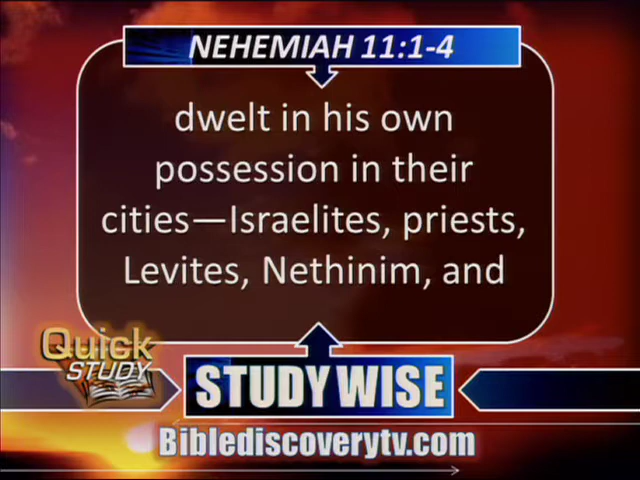 NEHEMIAH 11:1-4
dwelt in his own
possession in their
cities—Israelites, priests,
Levites, Nethinim, and
Quick
STUDY
STUDY WISE
Biblediscoverytv.com